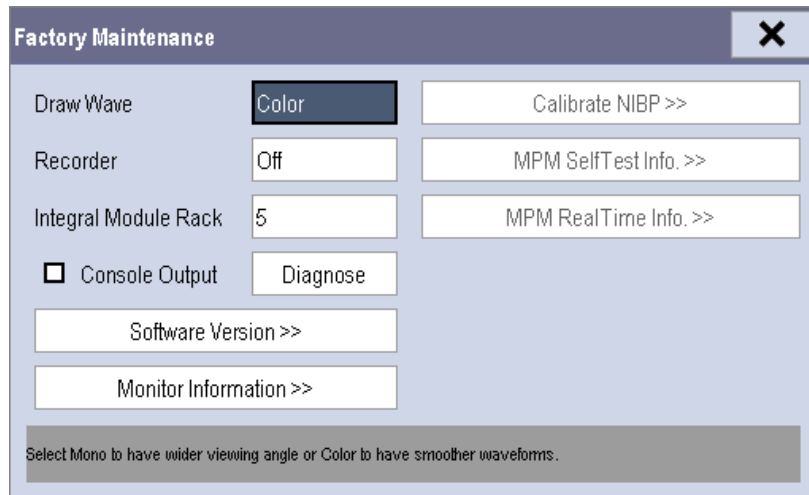 Factory Maintenance
Draw Wave Color Calibrate NIBP >>
Recorder Off MPM SelfTest Info. >>
Integral Module Rack 5 MPM RealTime Info. >>
Console Output Diagnose
Software Version >>
Monitor Information >>
Select Mono to have wider viewing angle or Color to have smoother waveforms.